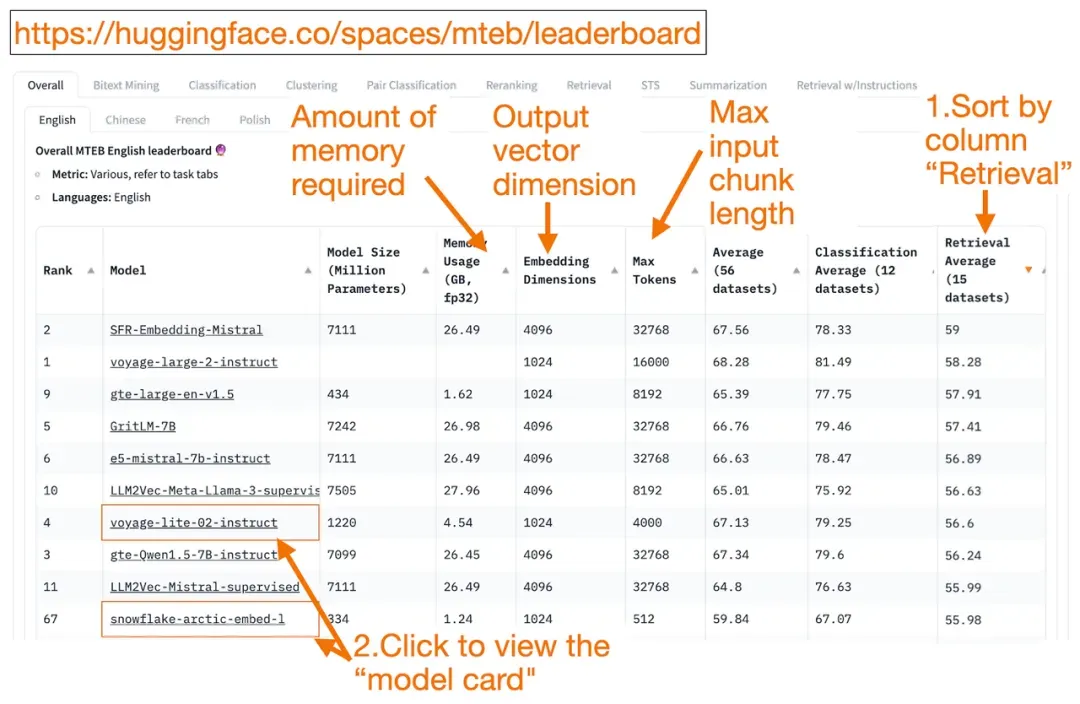 https://huggingface.co/spaces/mteb/leaderboard
Overall Bitext Mining Classification Clustering Pair Classification Reranking Retrieval STS Summarization Retrieval w/Instructions
English Chinese French Polish
Amount of memory required
Output vector dimension
Max input chunk length
1.Sort by column “Retrieval”
Overall MTEB English leaderboard 🔮
Metric: Various, refer to task tabs
Languages: English
Rank Model Model Size (Million Parameters) Memory Usage (GB, fp32) Embedding Dimensions Max Tokens Average (56 datasets) Classification Average (12 datasets) Retrieval Average (15 datasets)
2 SFR-Embedding-Mistral 7111 26.49 4096 32768 67.56 78.33 59
1 voyage-large-2-instruct 1024 16000 68.28 81.49 58.28
9 gte-large-en-v1.5 434 1.62 1024 8192 65.39 77.75 57.91
5 GritLM-7B 7242 26.98 4096 32768 66.76 79.46 57.41
6 e5-mistral-7b-instruct 7111 26.49 4096 32768 66.63 78.47 56.89
10 LLM2Vec-Meta-Llama-3-supervis 7505 27.96 4096 8192 65.01 75.92 56.63
4 voyage-lite-02-instruct 1220 4.54 1024 4000 67.13 79.25 56.6
3 gte-Qwen1.5-7B-instruct 7099 26.45 4096 32768 67.34 79.6 56.24
11 LLM2Vec-Mistral-supervised 7111 26.49 4096 32768 64.8 76.63 55.99
67 snowflake-arctic-embed-l 334 1.24 1024 512 59.84 67.07 55.98
2.Click to view the
“model card"